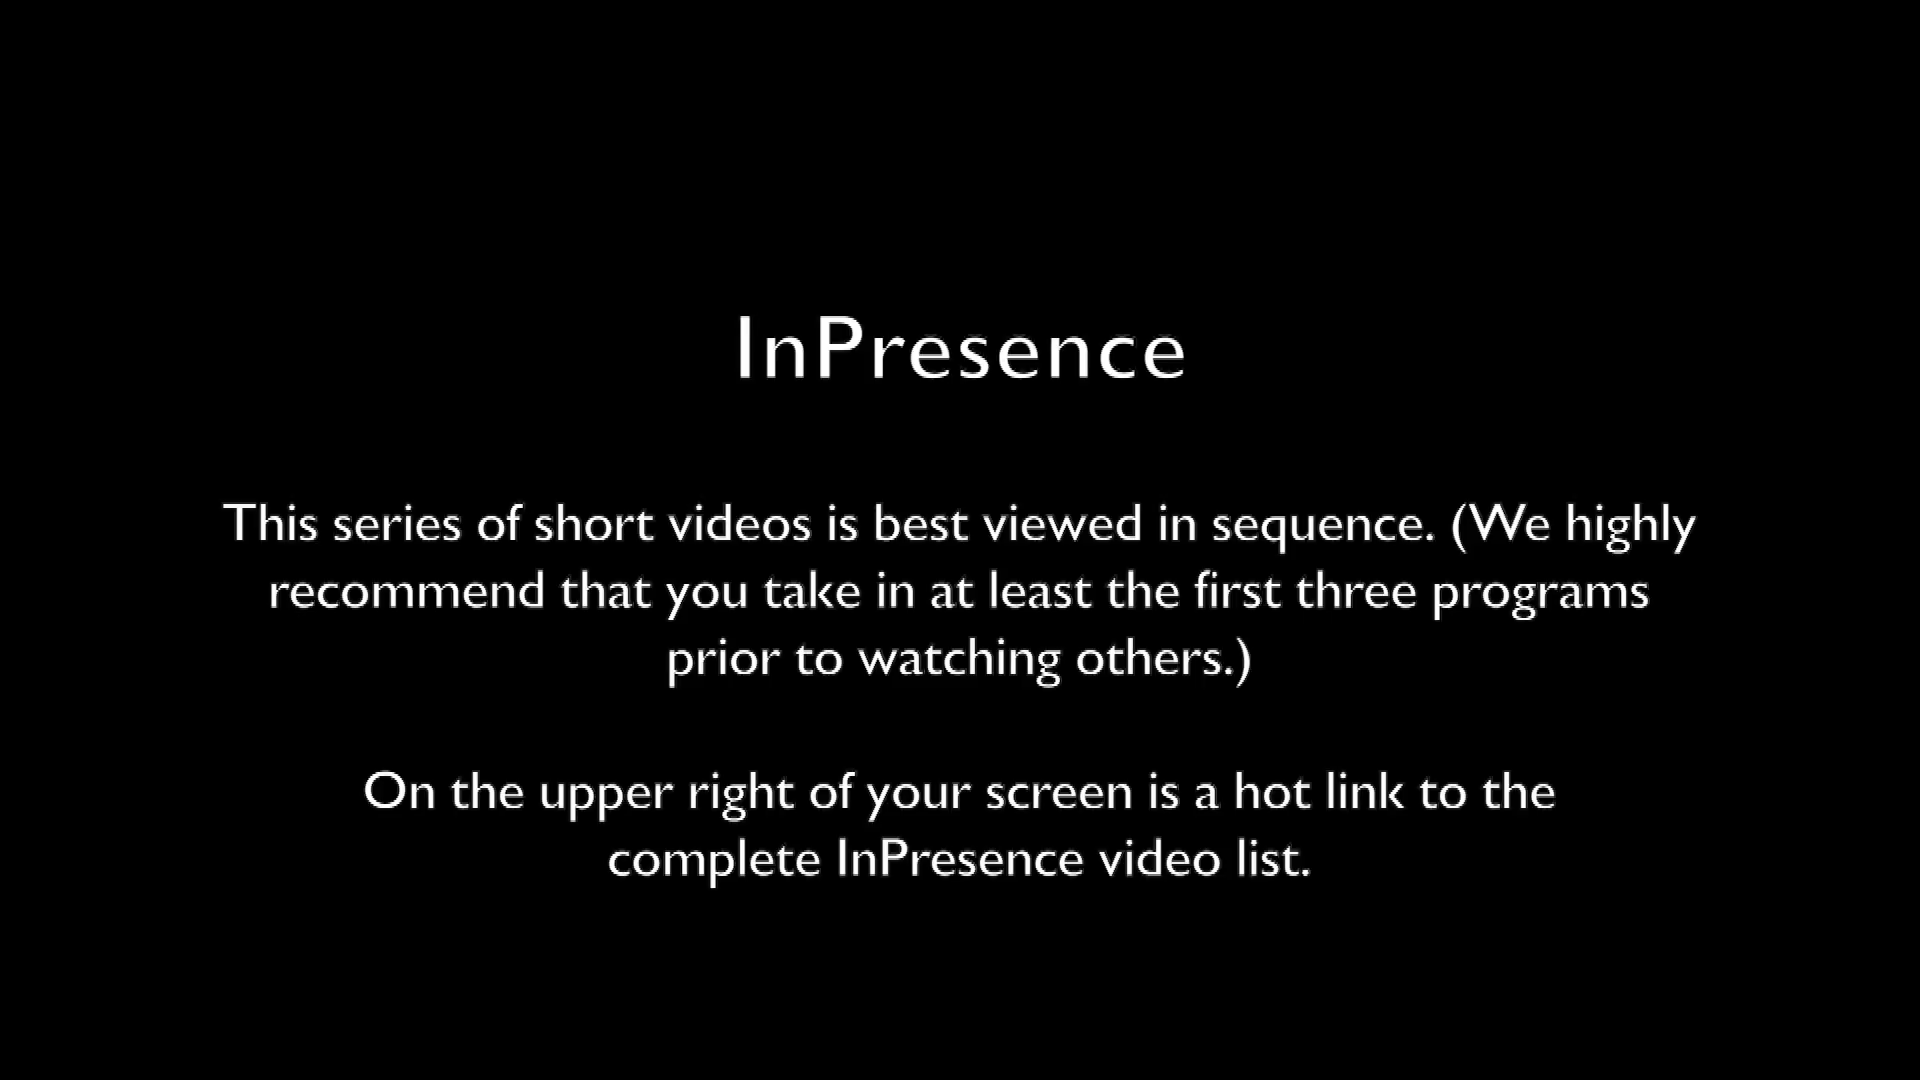 InPresence
This series of short videos is best viewed in sequence. (We highly
recommend that you take in at least the first three programs
prior to watching others.)
On the upper right of your screen is a hot link to the
complete InPresence video list.